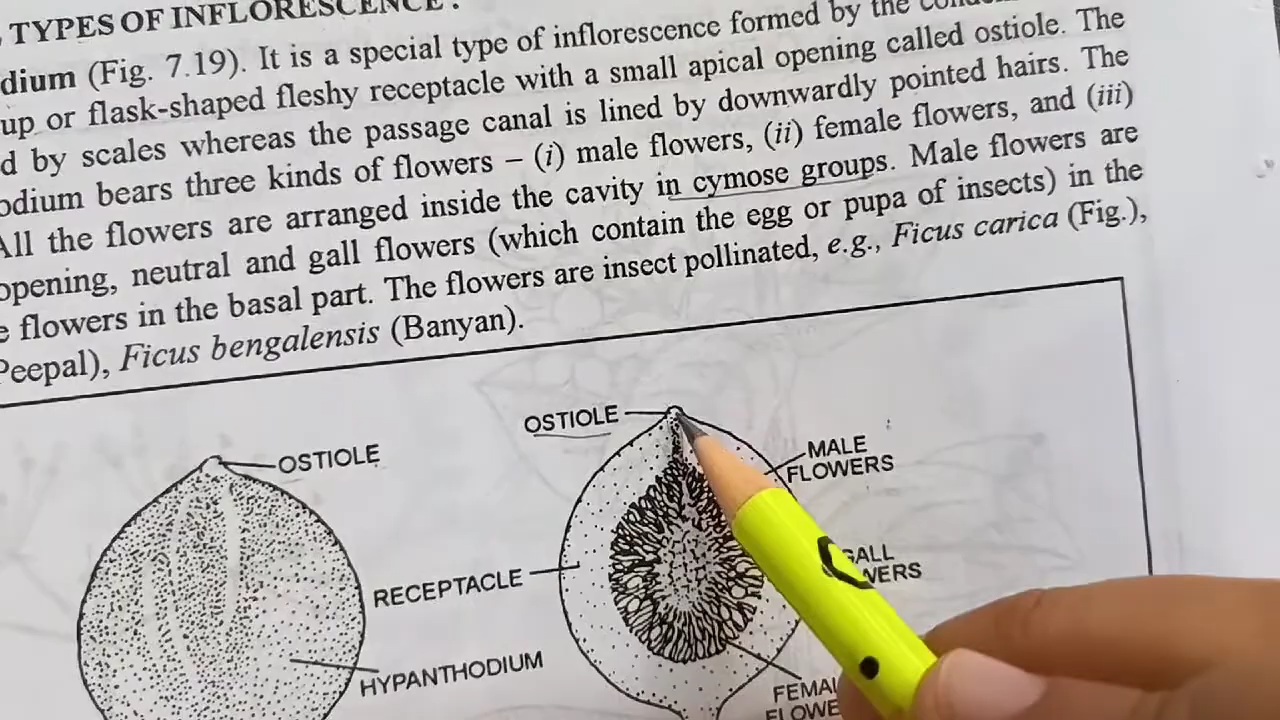 TYPES OF INFLORESCENCE :
dium (Fig. 7.19). It is a special type of inflorescence formed by the
up or flask-shaped fleshy receptacle with a small apical opening called ostiole. The
d by scales whereas the passage canal is lined by downwardly pointed hairs. The
odium bears three kinds of flowers – (i) male flowers, (ii) female flowers, and (iii)
All the flowers are arranged inside the cavity in cymose groups. Male flowers are
opening, neutral and gall flowers (which contain the egg or pupa of insects) in the
e flowers in the basal part. The flowers are insect pollinated, e.g., Ficus carica (Fig.),
Peepal), Ficus bengalensis (Banyan).
OSTIOLE
OSTIOLE
MALE
FLOWERS
GALL
WERS
RECEPTACLE
HYPANTHODIUM
FEMA
FLOWE